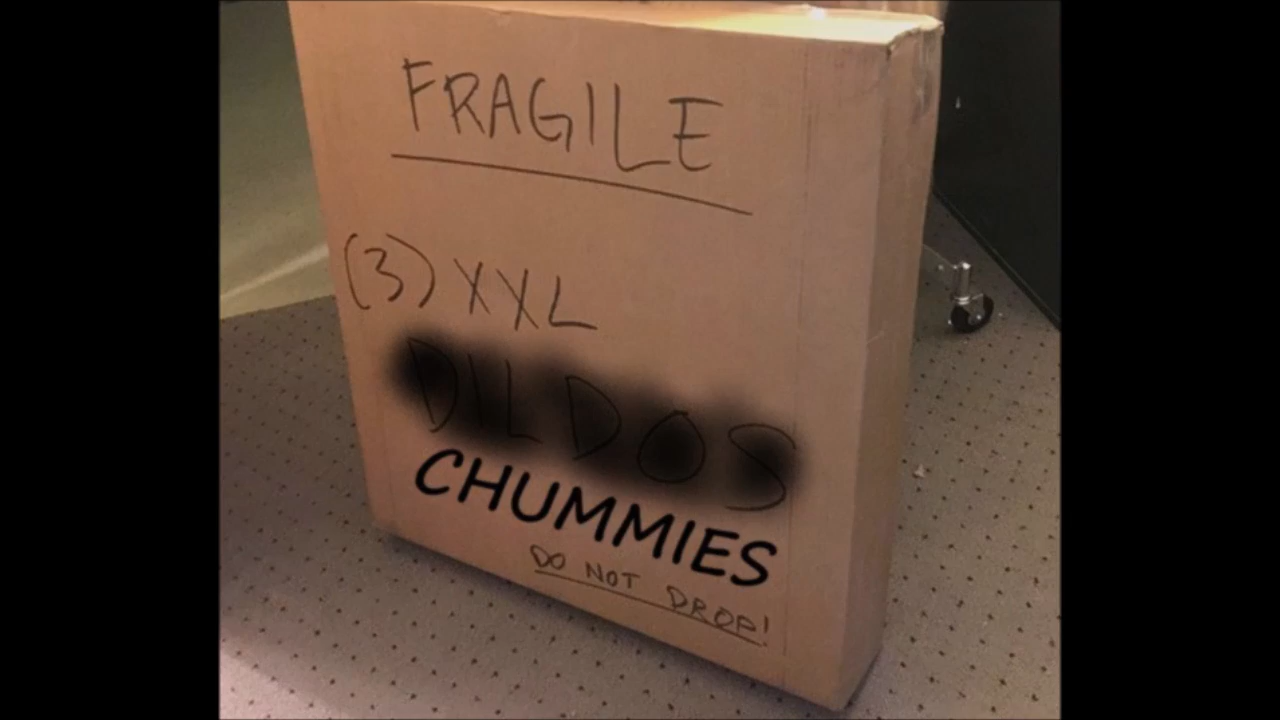 FRAGILE
(3) XXL
DILDOS
CHUMMIES
DO NOT DROP!